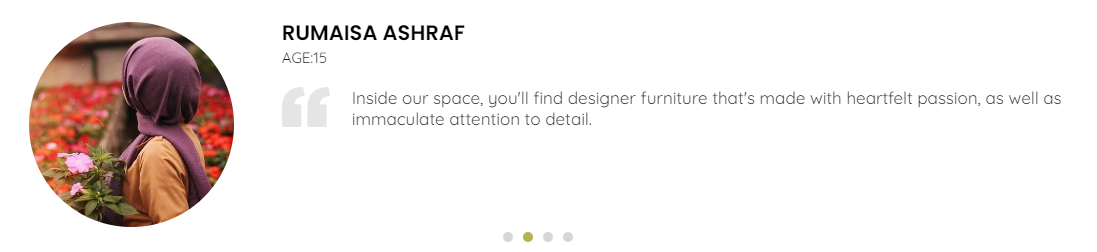 RUMAISA ASHRAF
AGE:15
“ Inside our space, you'll find designer furniture that's made with heartfelt passion, as well as
immaculate attention to detail.